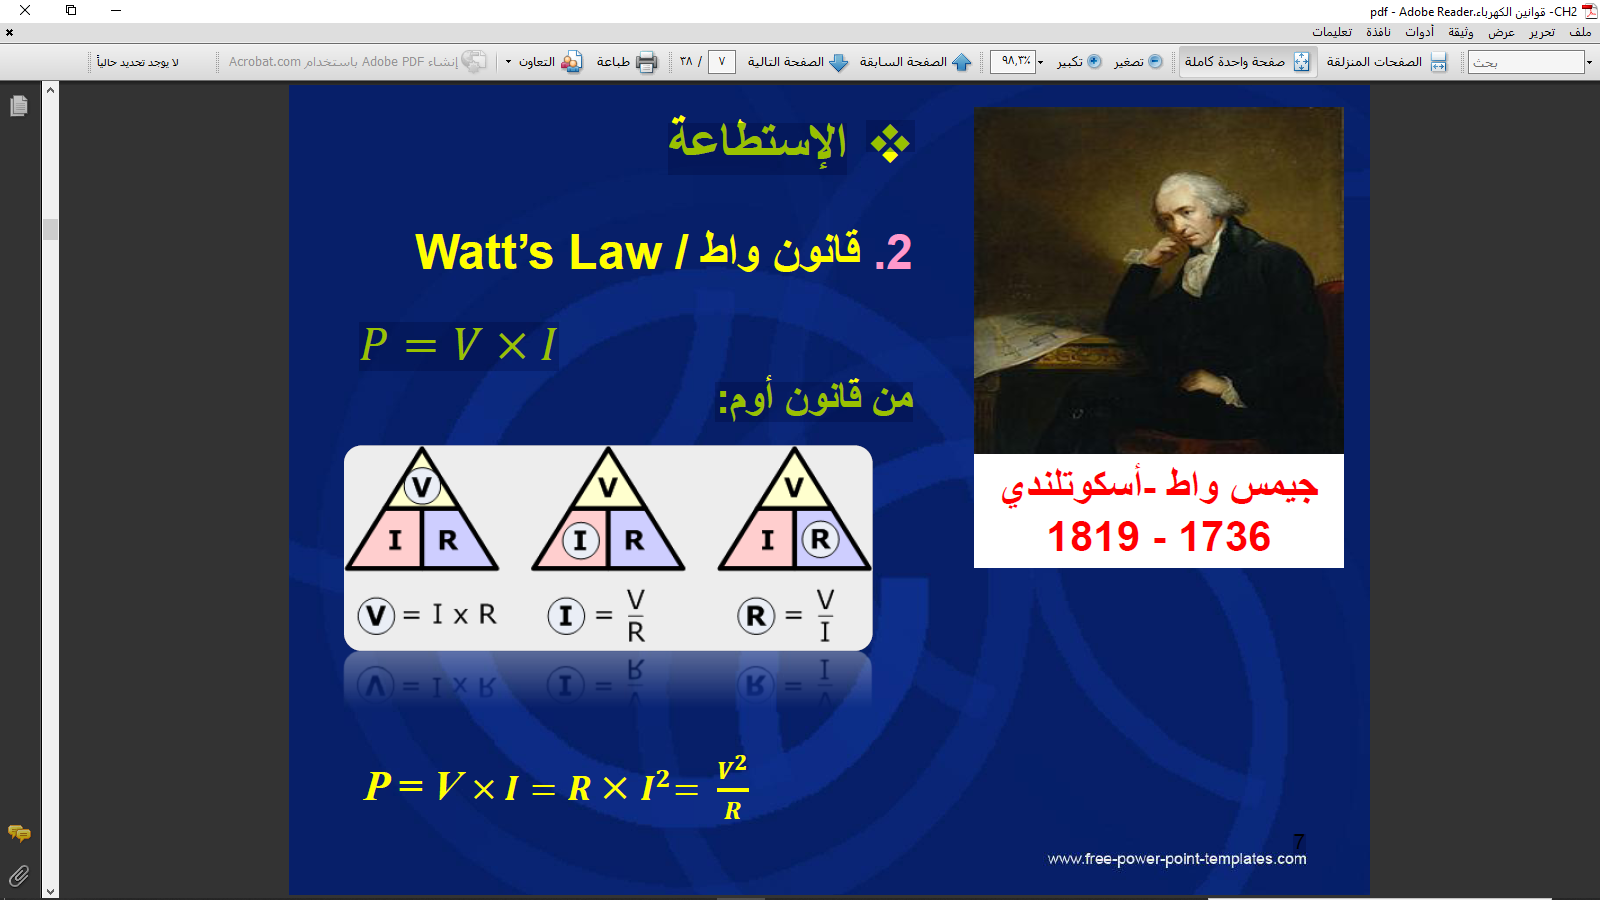 CH2- قوانين الكهرباء.pdf - Adobe Reader
ملف تحرير عرض وثيقة أدوات نافذة تعليمات
بحث الصفحات المنزلقة صفحة واحدة كاملة تصغير تكبير ٩٨,٣% الصفحة السابقة الصفحة التالية ٧ / ٣٨ طباعة التعاون إنشاء Adobe PDF باستخدام Acrobat.com لا يوجد تحديد حالياً
❖ الإستطاعة
2. قانون واط / Watt's Law
P = V × I
من قانون أوم:
V V V
I R I R I R
V = I x R I = V/R R = V/I
P = V × I = R × I² = V²/R
جيمس واط -أسكوتلندي
1736 - 1819
7
www.free-power-point-templates.com